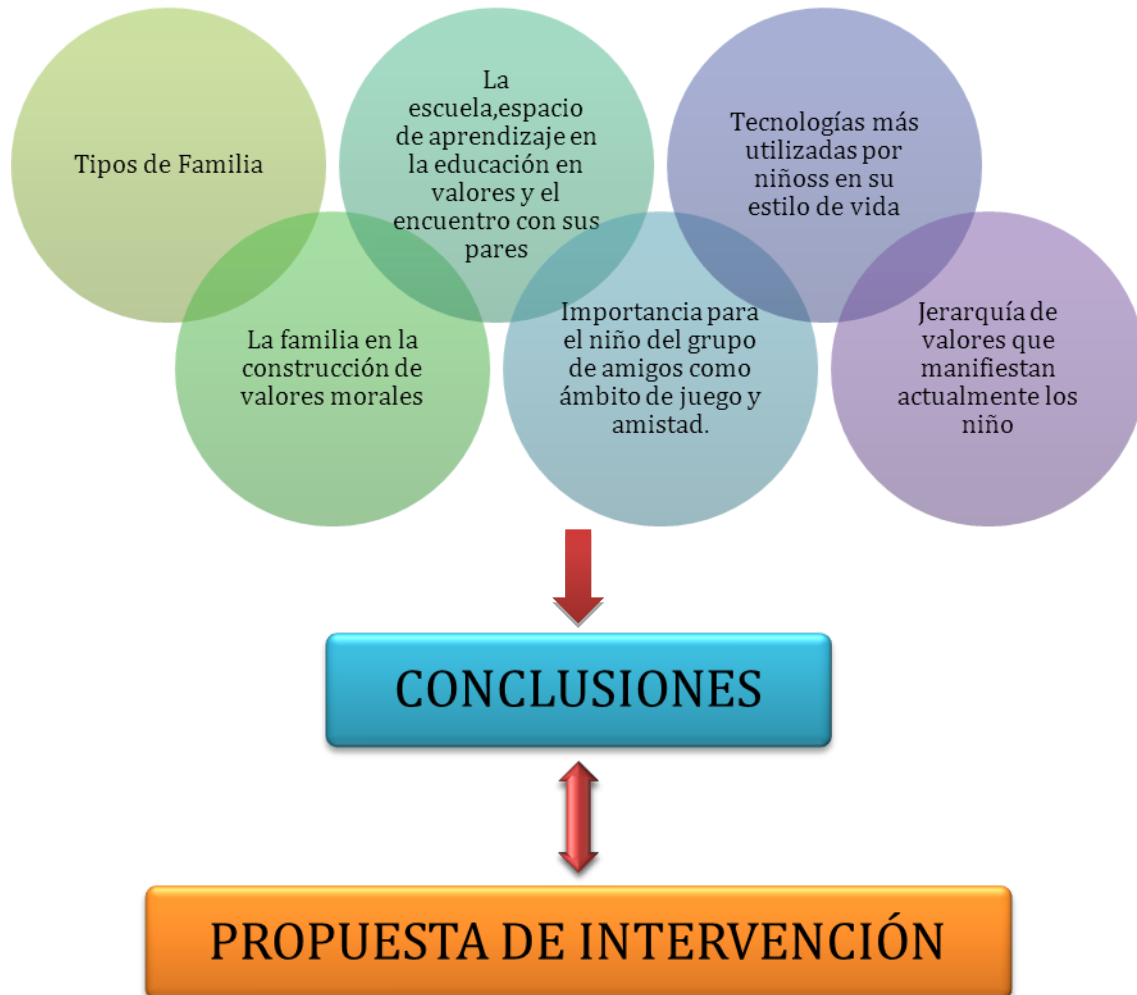 Tipos de Familia
La
escuela,espacio
de aprendizaje en
la educación en
valores y el
encuentro con sus
pares
Tecnologías más
utilizadas por
niñoss en su
estilo de vida
La familia en la
construcción de
valores morales
Importancia para
el niño del grupo
de amigos como
ámbito de juego y
amistad.
Jerarquía de
valores que
manifiestan
actualmente los
niño
CONCLUSIONES
PROPUESTA DE INTERVENCIÓN